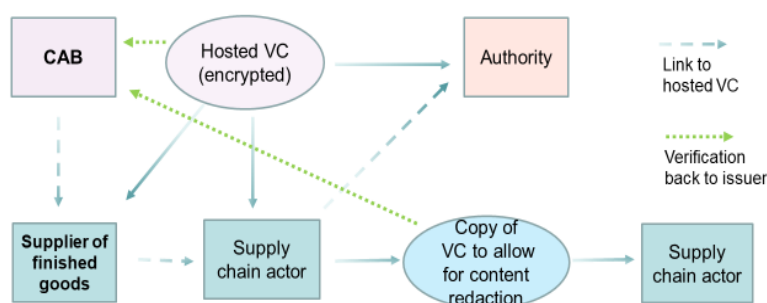 CAB
Hosted VC
(encrypted)
Authority
Link to
hosted VC
Verification
back to issuer
Supplier of
finished
goods
Supply
chain actor
Copy of
VC to allow
for content
redaction
Supply
chain actor